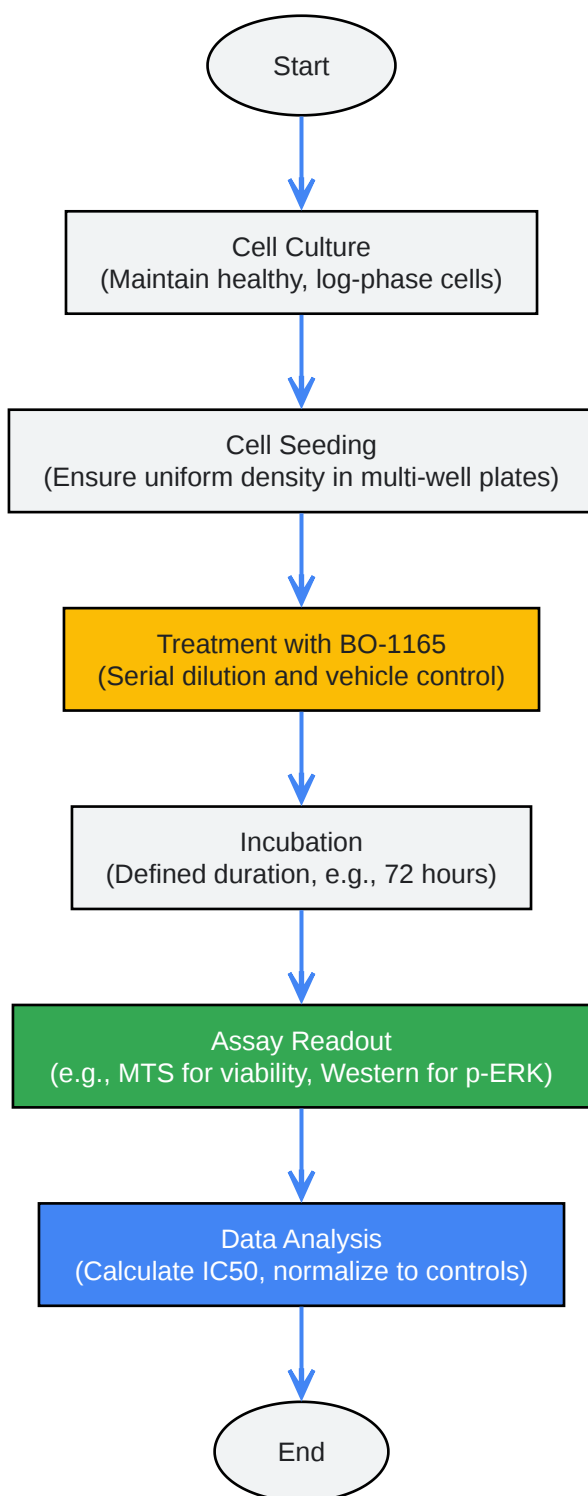 Start
Cell Culture
(Maintain healthy, log-phase cells)
Cell Seeding
(Ensure uniform density in multi-well plates)
Treatment with BO-1165
(Serial dilution and vehicle control)
Incubation
(Defined duration, e.g., 72 hours)
Assay Readout
(e.g., MTS for viability, Western for p-ERK)
Data Analysis
(Calculate IC50, normalize to controls)
End